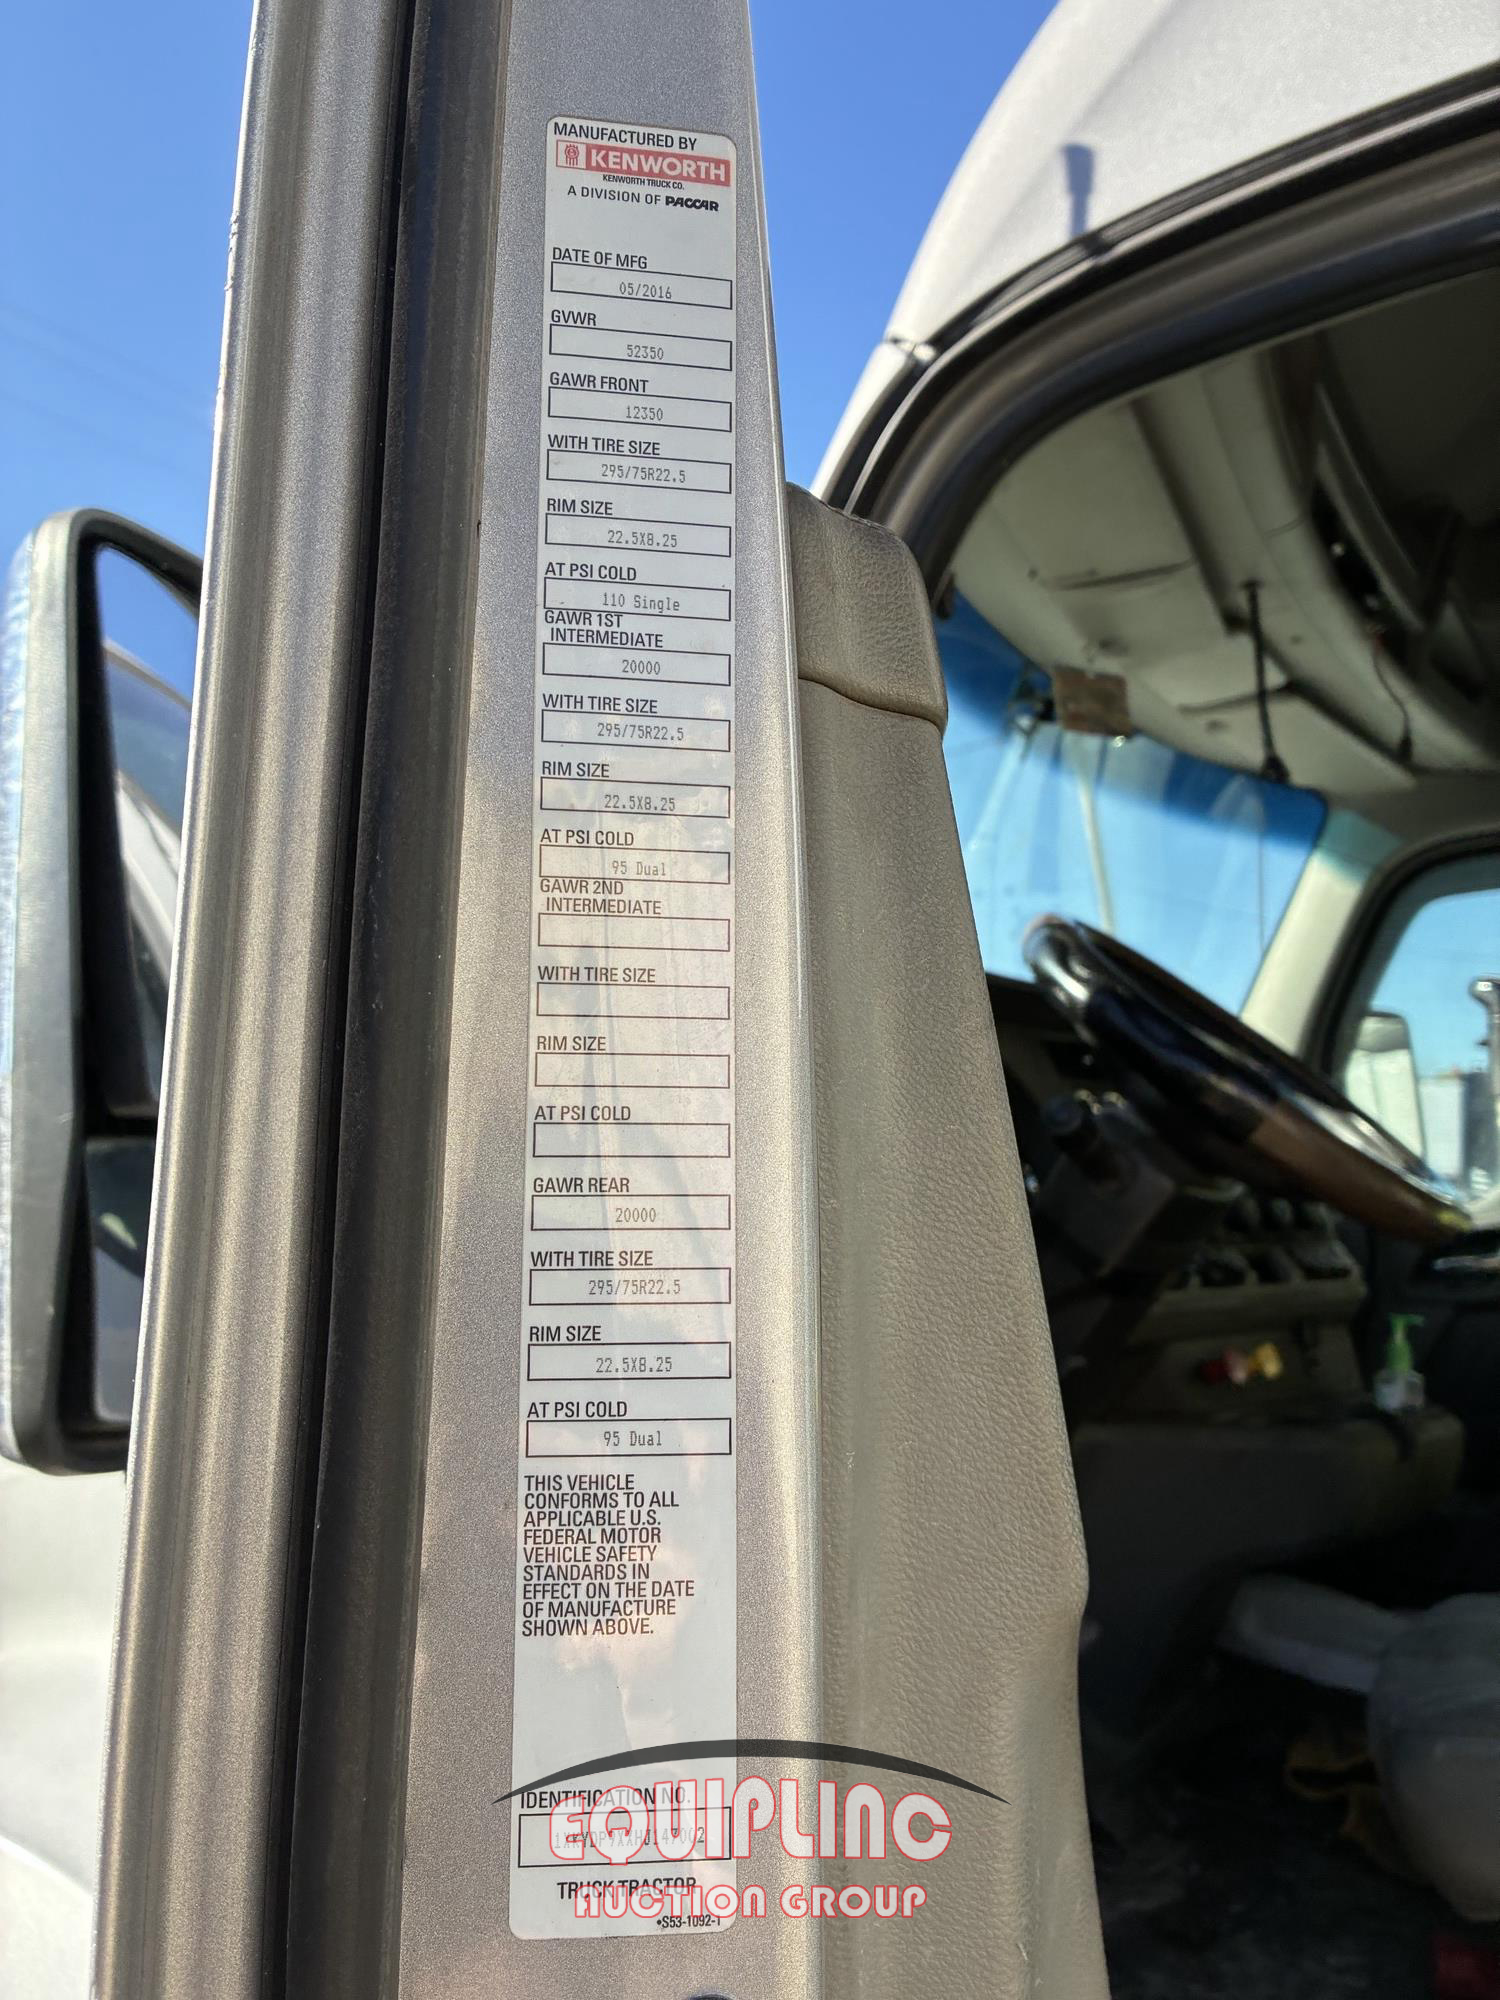 MANUFACTURED BY
KENWORTH
KENWORTH TRUCK CO.
A DIVISION OF PACCAR
DATE OF MFG
05/2016
GVWR
52350
GAWR FRONT
12350
WITH TIRE SIZE
295/75R22.5
RIM SIZE
22.5X8.25
AT PSI COLD
110 Single
GAWR 1ST
INTERMEDIATE
20000
WITH TIRE SIZE
295/75R22.5
RIM SIZE
22.5X8.25
AT PSI COLD
95 Dual
GAWR 2ND
INTERMEDIATE
WITH TIRE SIZE
RIM SIZE
AT PSI COLD
GAWR REAR
20000
WITH TIRE SIZE
295/75R22.5
RIM SIZE
22.5X8.25
AT PSI COLD
95 Dual
THIS VEHICLE
CONFORMS TO ALL
APPLICABLE U.S.
FEDERAL MOTOR
VEHICLE SAFETY
STANDARDS IN
EFFECT ON THE DATE
OF MANUFACTURE
SHOWN ABOVE.
IDENTIFICATION NO.
TRUCK TRACTOR
•S53-1092-1
EQUIPLINC
AUCTION GROUP